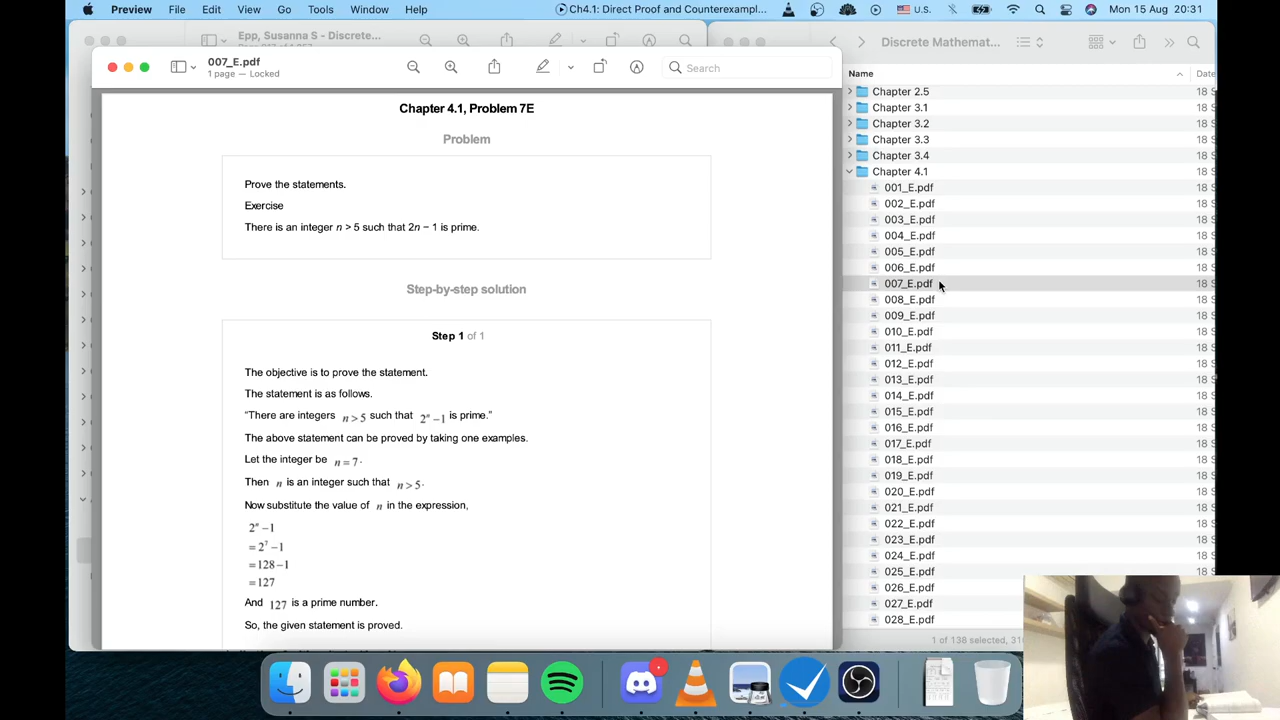 Preview File Edit View Go Tools Window Help Ch4.1: Direct Proof and Counterexampl... U.S. Mon 15 Aug 20:31
Epp, Susanna S - Discrete...
Discrete Mathemat...
007_E.pdf
1 page – Locked
Search
Name
Date
Chapter 4.1, Problem 7E
Problem
Prove the statements.
Exercise
There is an integer n > 5 such that 2n − 1 is prime.
Step-by-step solution
Step 1 of 1
The objective is to prove the statement.
The statement is as follows.
“There are integers n > 5 such that 2ⁿ −1 is prime.”
The above statement can be proved by taking one examples.
Let the integer be n = 7.
Then n is an integer such that n > 5.
Now substitute the value of n in the expression,
2ⁿ −1
= 2⁷ −1
= 128 −1
= 127
And 127 is a prime number.
So, the given statement is proved.
Chapter 2.5
Chapter 3.1
Chapter 3.2
Chapter 3.3
Chapter 3.4
Chapter 4.1
001_E.pdf
002_E.pdf
003_E.pdf
004_E.pdf
005_E.pdf
006_E.pdf
007_E.pdf
008_E.pdf
009_E.pdf
010_E.pdf
011_E.pdf
012_E.pdf
013_E.pdf
014_E.pdf
015_E.pdf
016_E.pdf
017_E.pdf
018_E.pdf
019_E.pdf
020_E.pdf
021_E.pdf
022_E.pdf
023_E.pdf
024_E.pdf
025_E.pdf
026_E.pdf
027_E.pdf
028_E.pdf
1 of 138 selected, 31